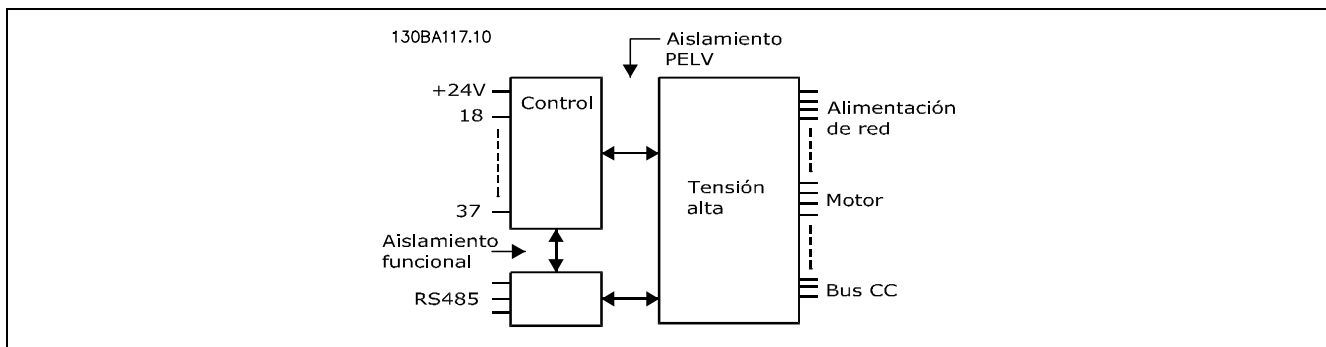 130BA117.10
Aislamiento
PELV
+24V
Control
18
37
Aislamiento
funcional
RS485
Tensión
alta
Alimentación
de red
Motor
Bus CC